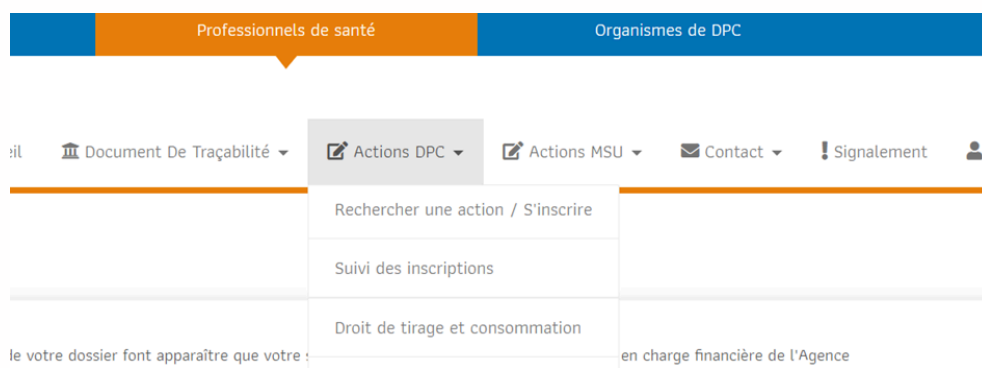 Professionnels de santé
Organismes de DPC
Document De Traçabilité
Actions DPC
Actions MSU
Contact
Signalement
Rechercher une action / S'inscrire
Suivi des inscriptions
Droit de tirage et consommation
de votre dossier font apparaître que votre
en charge financière de l'Agence